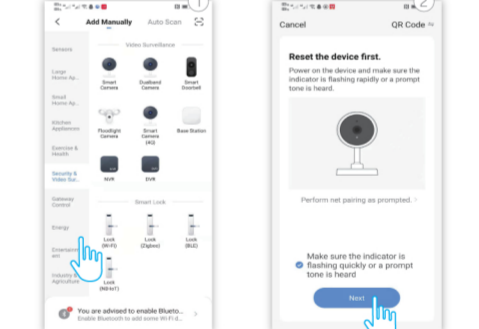 1
Add Manually Auto Scan
Sensors
Large
Home Ap...
Small
Home Ap...
Kitchen
Appliances
Exercise &
Health
Security &
Video Sur...
Gateway
Control
Energy
Entertainm
ent
Industry &
Agriculture
Video Surveillance
Smart
Camera
Dualband
Camera
Smart
Doorbell
Floodlight
Camera
Smart
Camera
(4G)
Base Station
NVR
DVR
Smart Lock
Lock
(Wi-Fi)
Lock
(Zigbee)
Lock
(BLE)
Lock
(NB-IoT)
You are advised to enable Blueto...
Enable Bluetooth to add some Wi-Fi d...
2
Cancel QR Code
Reset the device first.
Power on the device and make sure the
indicator is flashing rapidly or a prompt
tone is heard.
Perform net pairing as prompted. >
Make sure the indicator is
flashing quickly or a prompt
tone is heard
Next